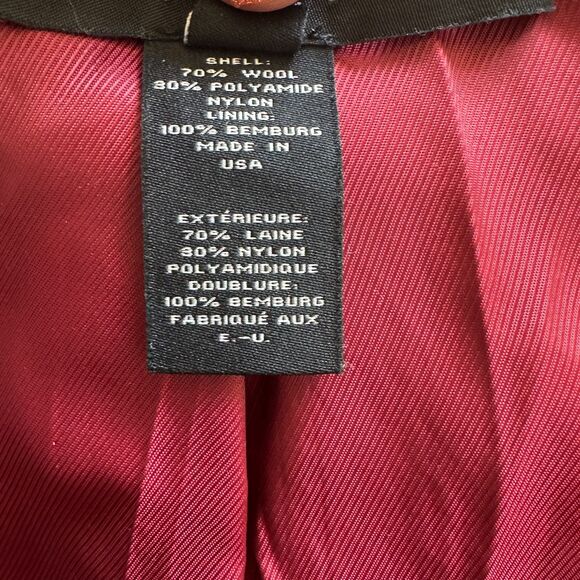 SHELL:
70% WOOL
30% POLYAMIDE
NYLON
LINING:
100% BEMBURG
MADE IN
USA
EXTÉRIEURE:
70% LAINE
30% NYLON
POLYAMIDIQUE
DOUBLURE:
100% BEMBURG
FABRIQUÉ AUX
E.-U.